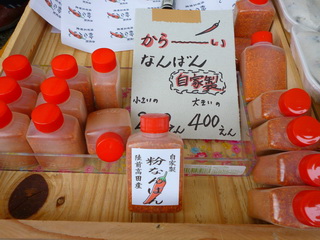 から〜い
なんばん
自家製
小さいの
大きいの
400えん
自家製
粉なんばん
陸前高田産